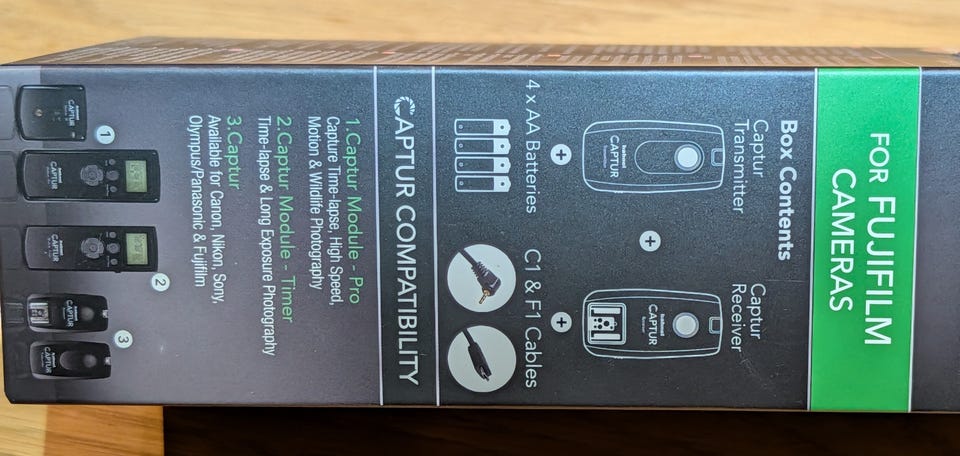 FOR FUJIFILM
CAMERAS
Box Contents
Captur
Transmitter
Captur
Receiver
hahnel
CAPTUR
hahnel
CAPTUR
Receiver
+
+
+
4 x AA Batteries
C1 & F1 Cables
CAPTUR COMPATIBILITY
1.Captur Module - Pro
Capture Time-lapse, High Speed,
Motion & Wildlife Photography
2.Captur Module - Timer
Time-lapse & Long Exposure Photography
3.Captur
Available for Canon, Nikon, Sony,
Olympus/Panasonic & Fujifilm
1
2
3
CAPTUR
CAPTUR
CAPTUR
CAPTUR
CAPTUR